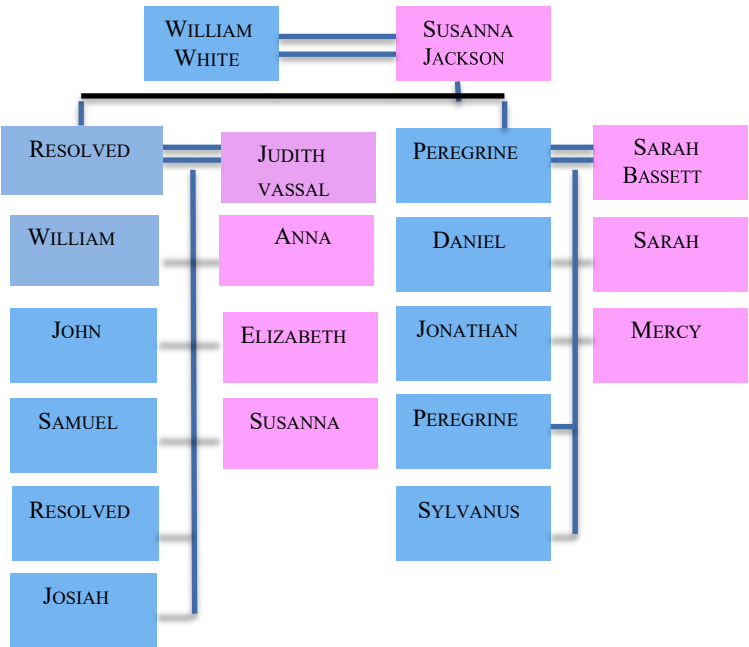 WILLIAM
WHITE
SUSANNA
JACKSON
RESOLVED
JUDITH
VASSAL
PEREGRINE
SARAH
BASSETT
WILLIAM
ANNA
DANIEL
SARAH
JOHN
ELIZABETH
JONATHAN
MERCY
SAMUEL
SUSANNA
PEREGRINE
RESOLVED
SYLVANUS
JOSIAH